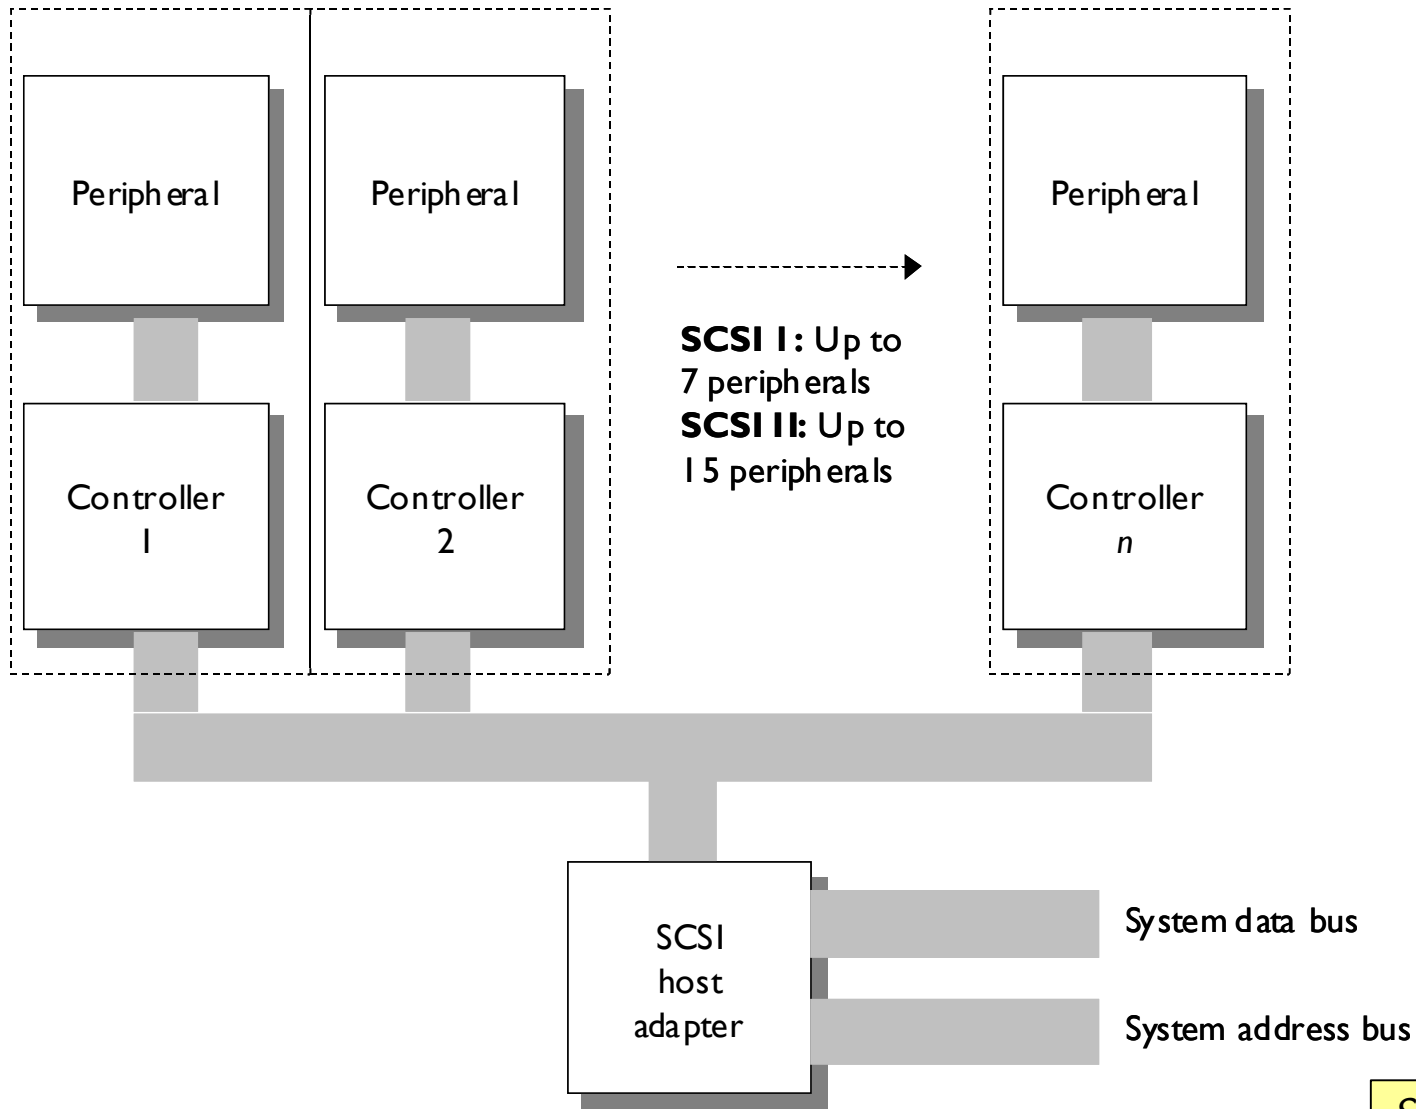 Peripheral
Peripheral
Peripheral
SCSI I: Up to
7 peripherals
SCSI II: Up to
15 peripherals
Controller
1
Controller
2
Controller
n
SCSI
host
adapter
System data bus
System address bus